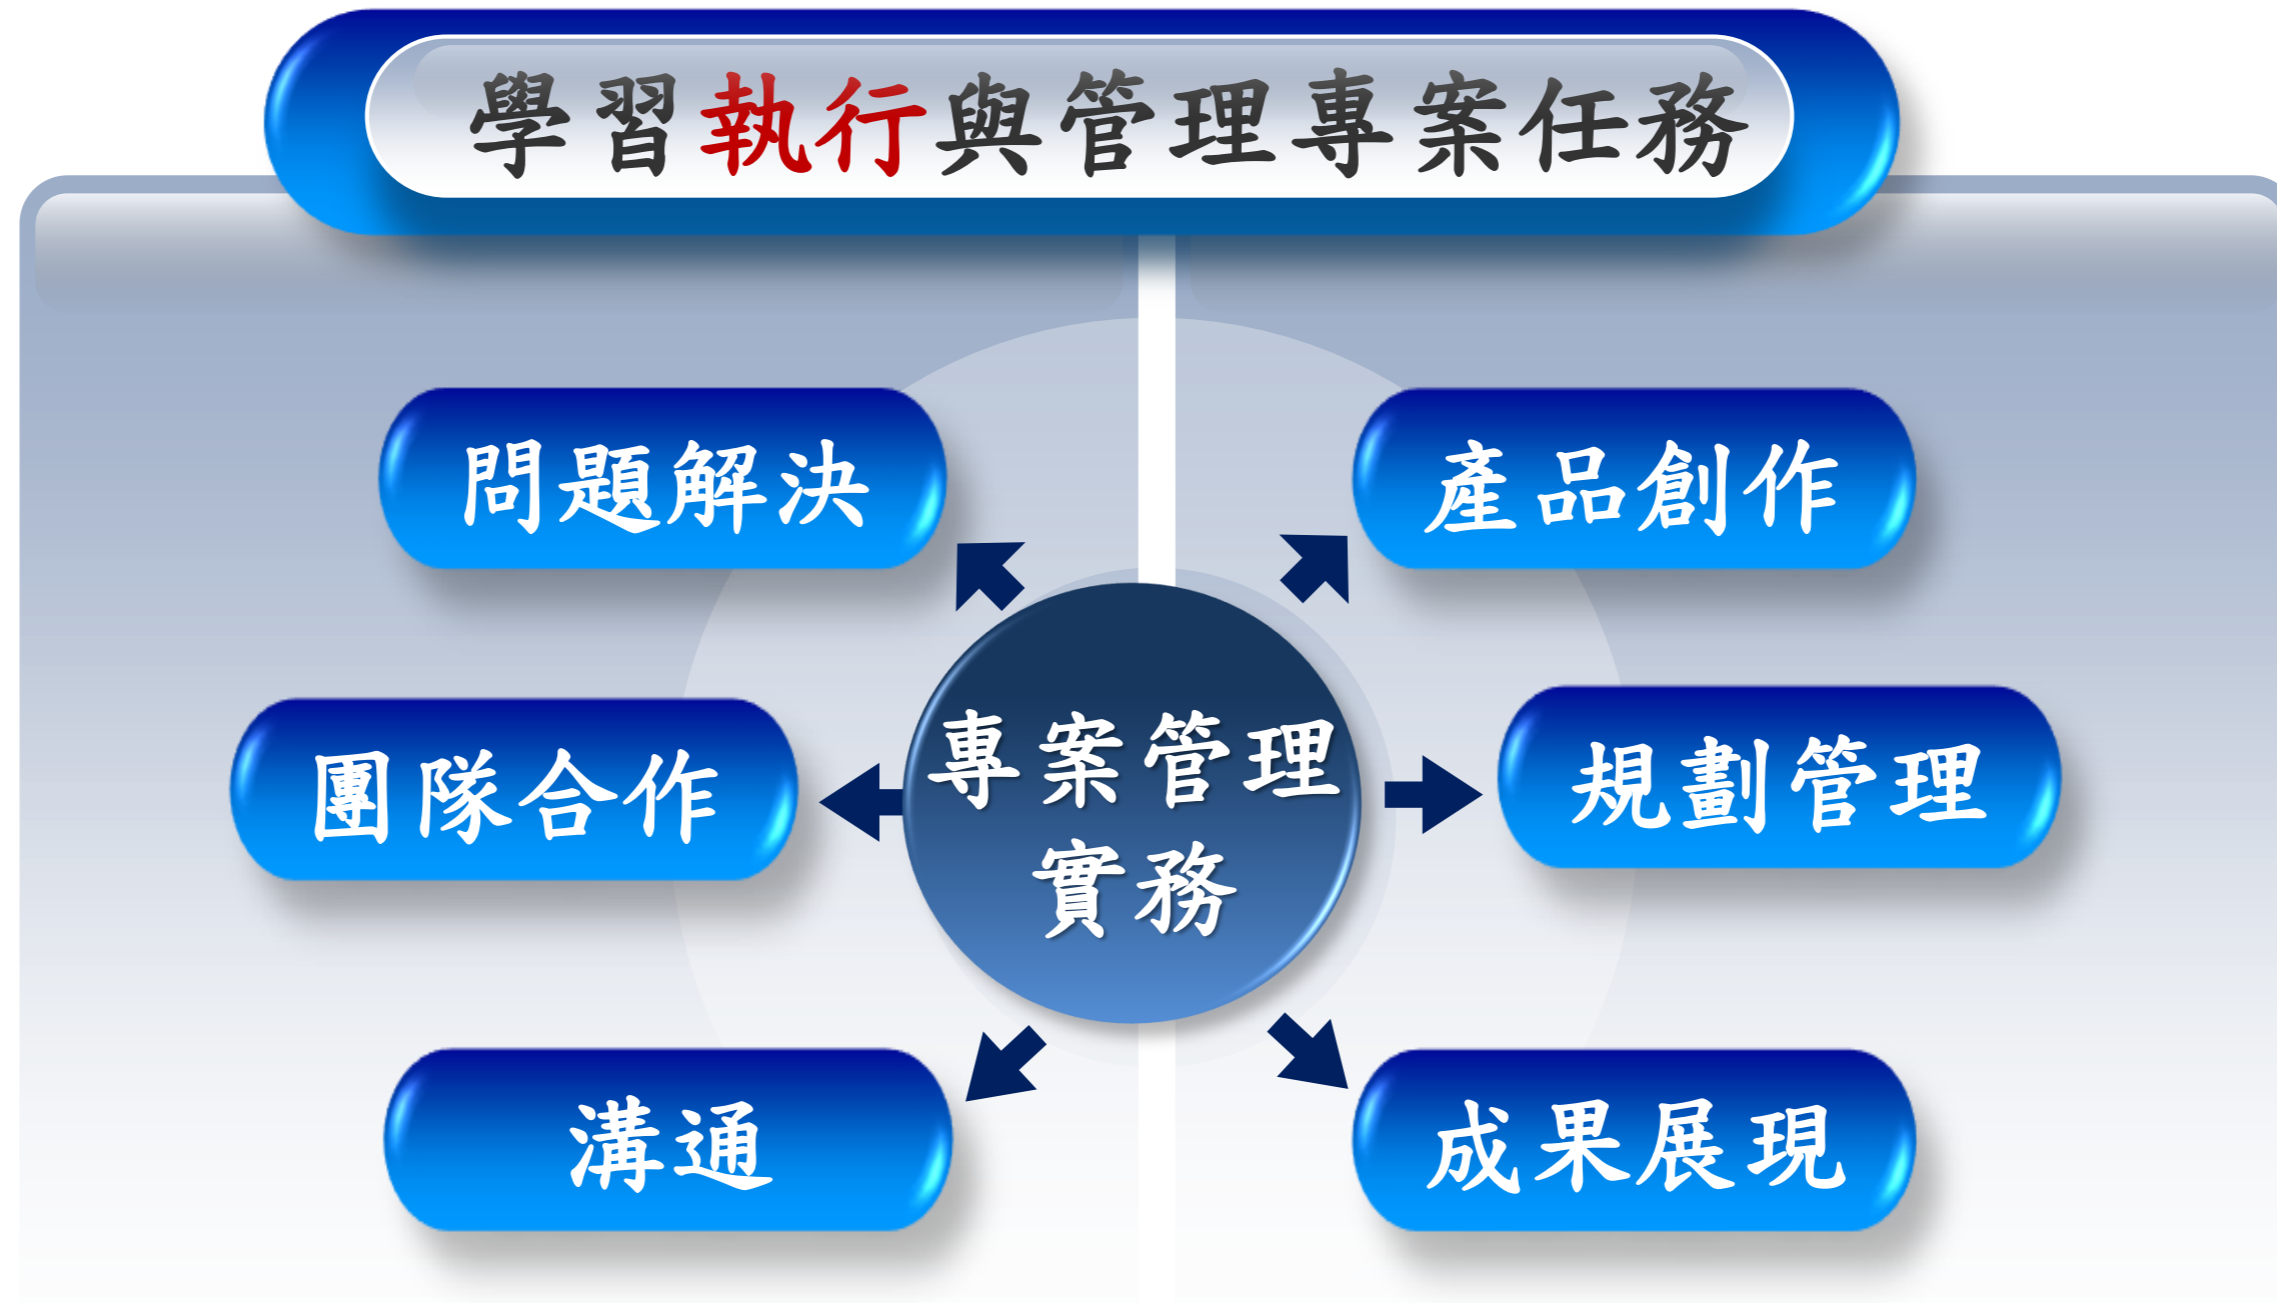 學習執行與管理專案任務
問題解決
產品創作
團隊合作
專案管理
實務
規劃管理
溝通
成果展現